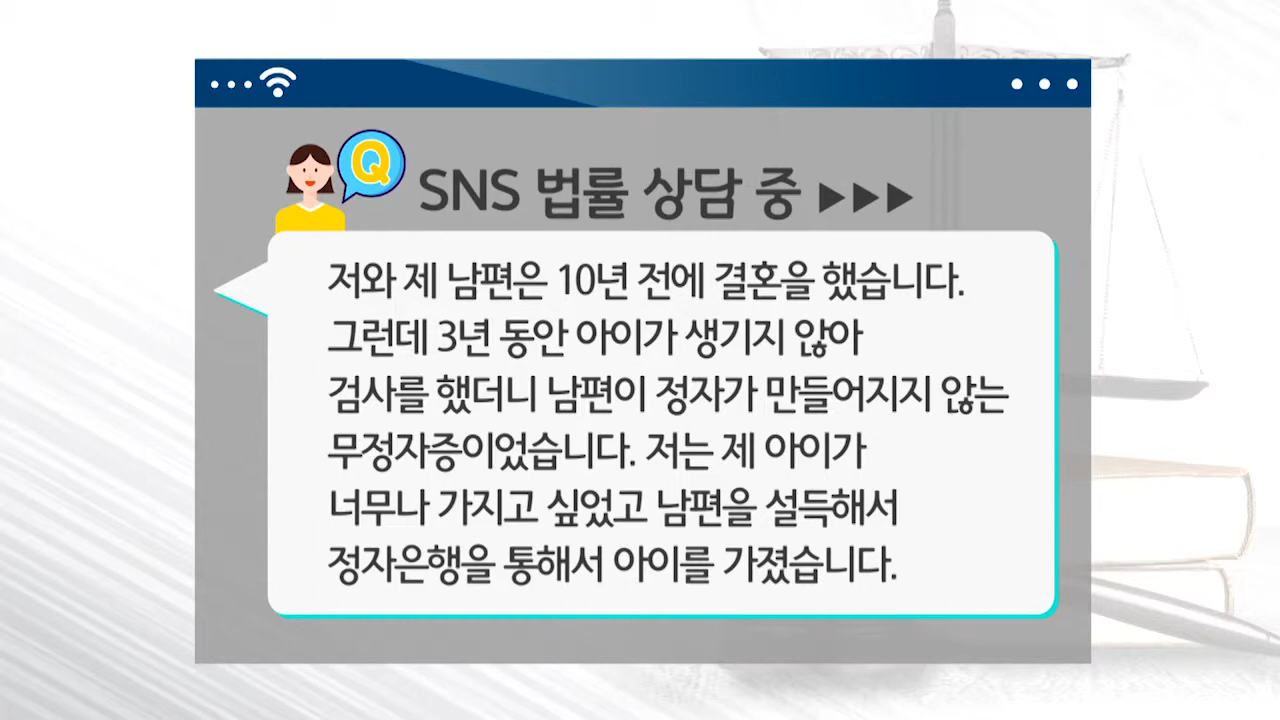 Q
SNS 법률 상담 중 ▶▶▶
저와 제 남편은 10년 전에 결혼을 했습니다.
그런데 3년 동안 아이가 생기지 않아
검사를 했더니 남편이 정자가 만들어지지 않는
무정자증이었습니다. 저는 제 아이가
너무나 가지고 싶었고 남편을 설득해서
정자은행을 통해서 아이를 가졌습니다.